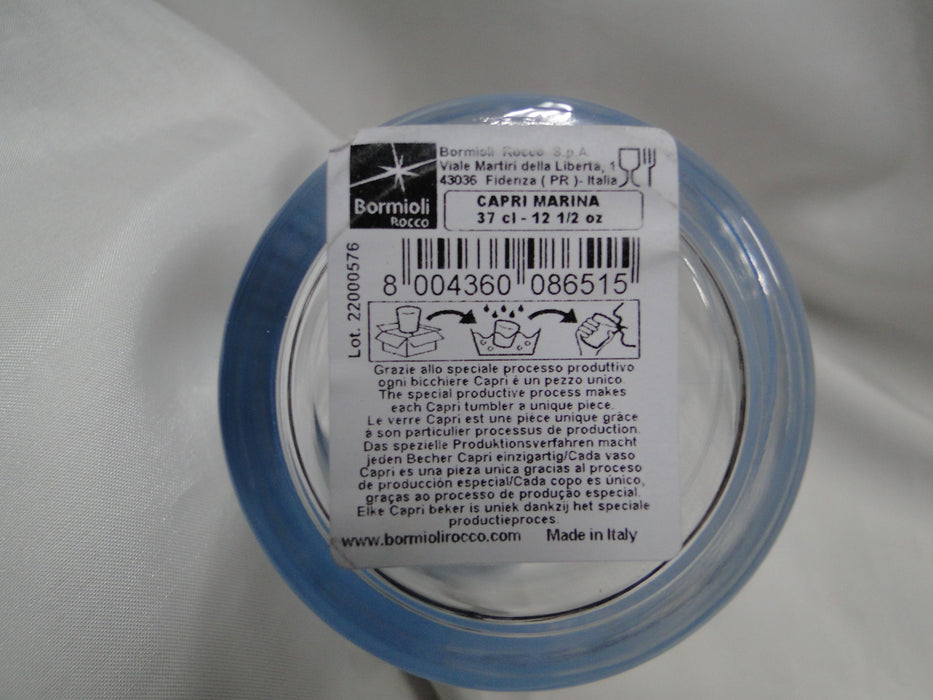 Bormioli Rocco S.p.A.
Viale Martiri della Libertà, 1
43036 Fidenza ( PR )- Italia
Bormioli
ROCCO
CAPRI MARINA
37 cl - 12 1/2 oz
Lot. 22000576
8 004360 086515
Grazie allo speciale processo produttivo
ogni bicchiere Capri è un pezzo unico.
The special productive process makes
each Capri tumbler a unique piece.
Le verre Capri est une pièce unique grâce
à son particulier processus de production.
Das spezielle Produktionsverfahren macht
jeden Becher Capri einzigartig/Cada vaso
Capri es una pieza unica gracias al proceso
de producción especial/Cada copo es único,
graças ao processo de produção especial.
Elke Capri beker is uniek dankzij het speciale
productieproces
www.bormiolirocco.com Made in Italy